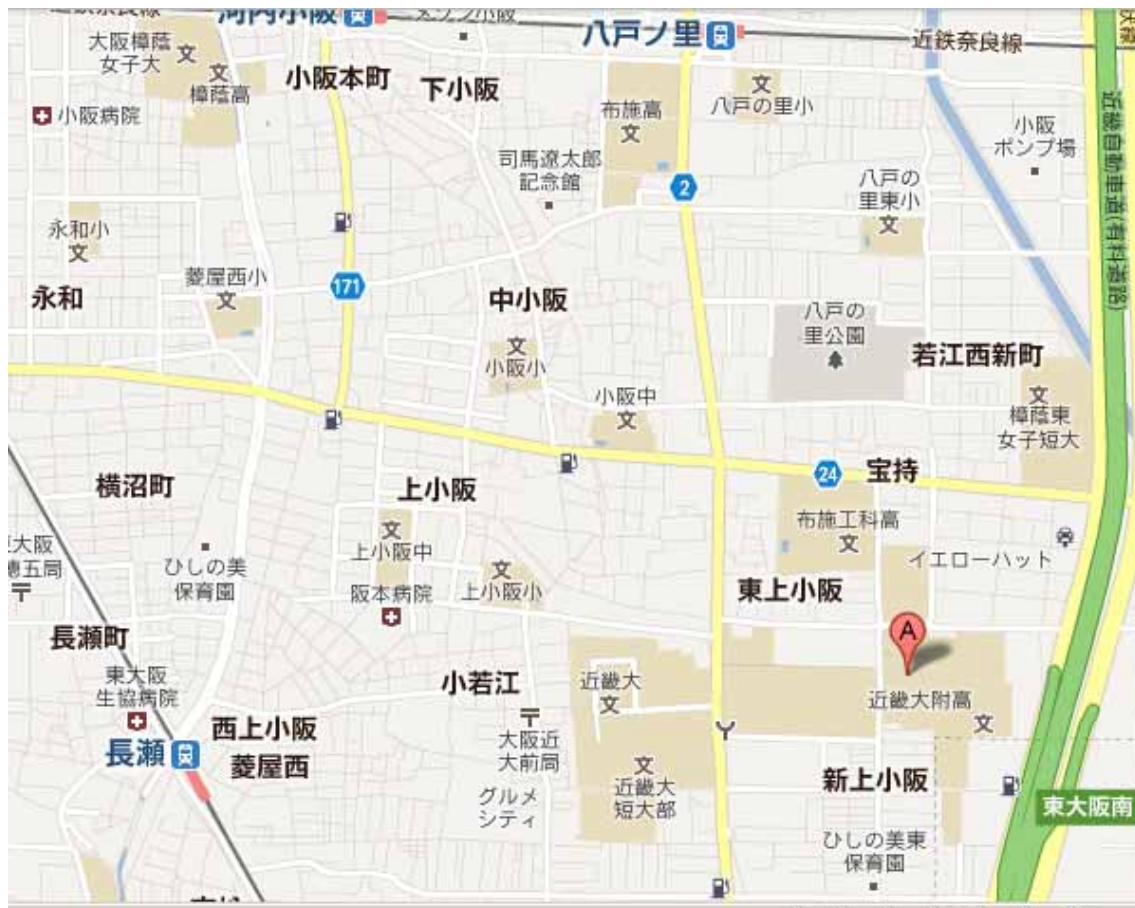 河内小阪
メゾン小阪
八戸ノ里
近鉄奈良線
大阪樟蔭
女子大
樟蔭高
小阪本町
下小阪
布施高
八戸の里小
小阪病院
司馬遼太郎
記念館
小阪
ポンプ場
近畿自動車道(有料道路)
2
八戸の
里東小
永和小
菱屋西小
永和
171
中小阪
八戸の
里公園
若江西新町
小阪小
小阪中
樟蔭東
女子短大
横沼町
上小阪
24
宝持
布施工科高
上小阪中
イエローハット
ひしの美
保育園
阪本病院
上小阪小
東上小阪
長瀬町
A
東大阪
生協病院
小若江
近畿大
近畿大附高
西上小阪
長瀬
菱屋西
大阪近
大前局
近畿大
短大部
新上小阪
グルメ
シティ
東大阪南
ひしの美東
保育園